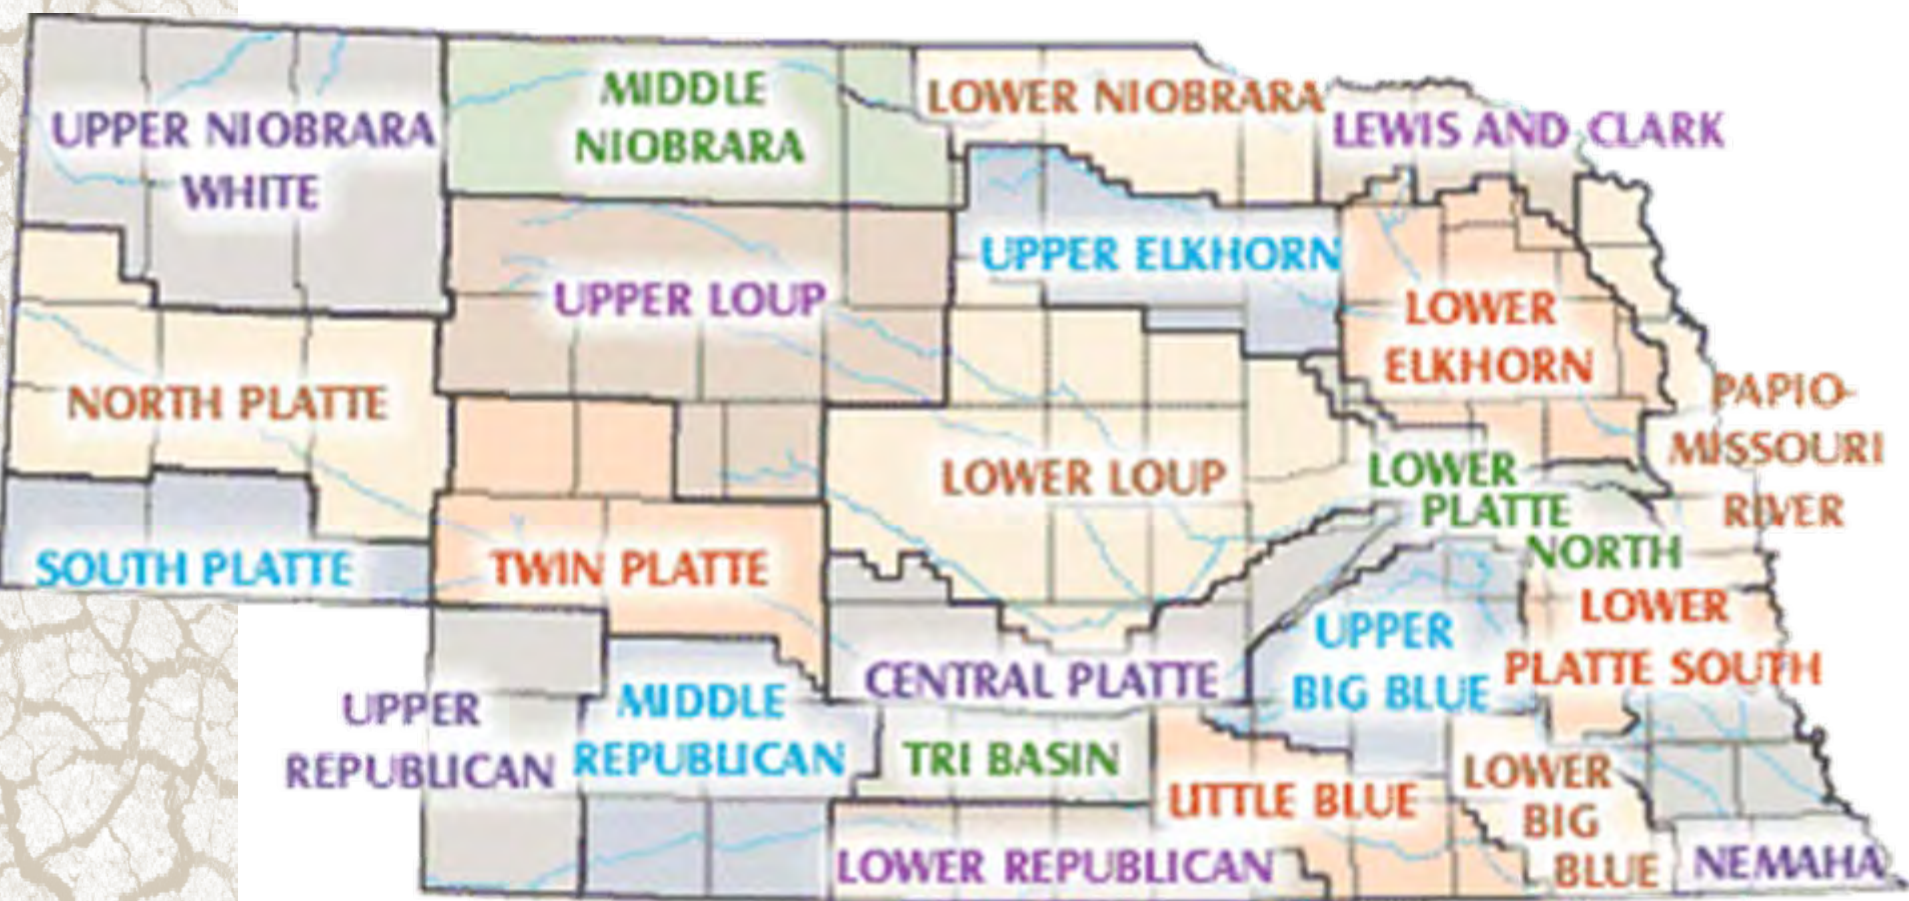 UPPER NIOBRARA
WHITE
MIDDLE
NIOBRARA
LOWER NIOBRARA
LEWIS AND CLARK
UPPER ELKHORN
LOWER
ELKHORN
UPPER LOUP
NORTH PLATTE
PAPIO-
MISSOURI
RIVER
LOWER LOUP
LOWER
PLATTE
NORTH
SOUTH PLATTE
TWIN PLATTE
LOWER
PLATTE SOUTH
UPPER
BIG BLUE
CENTRAL PLATTE
UPPER
REPUBLICAN
MIDDLE
REPUBLICAN
TRI BASIN
LITTLE BLUE
LOWER
BIG
BLUE
LOWER REPUBLICAN
NEMAHA